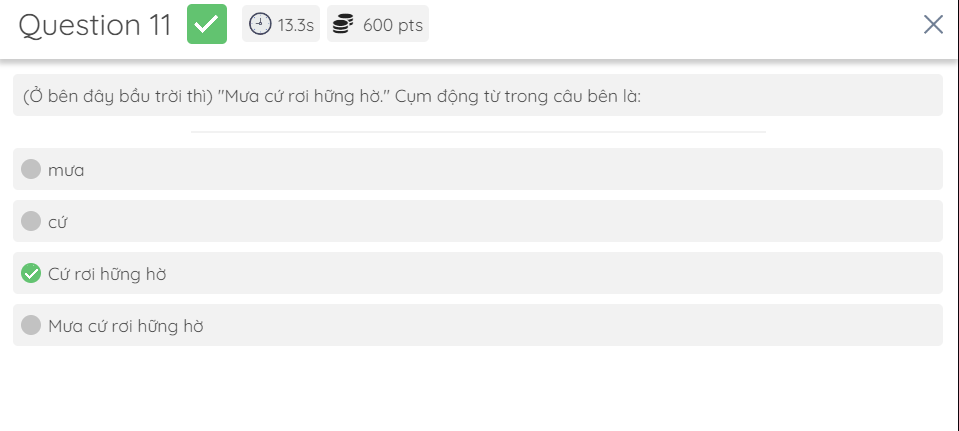 Question 11 13.3s 600 pts
(Ở bên đây bầu trời thì) "Mưa cứ rơi hững hờ." Cụm động từ trong câu bên là:
mưa
cứ
Cứ rơi hững hờ
Mưa cứ rơi hững hờ